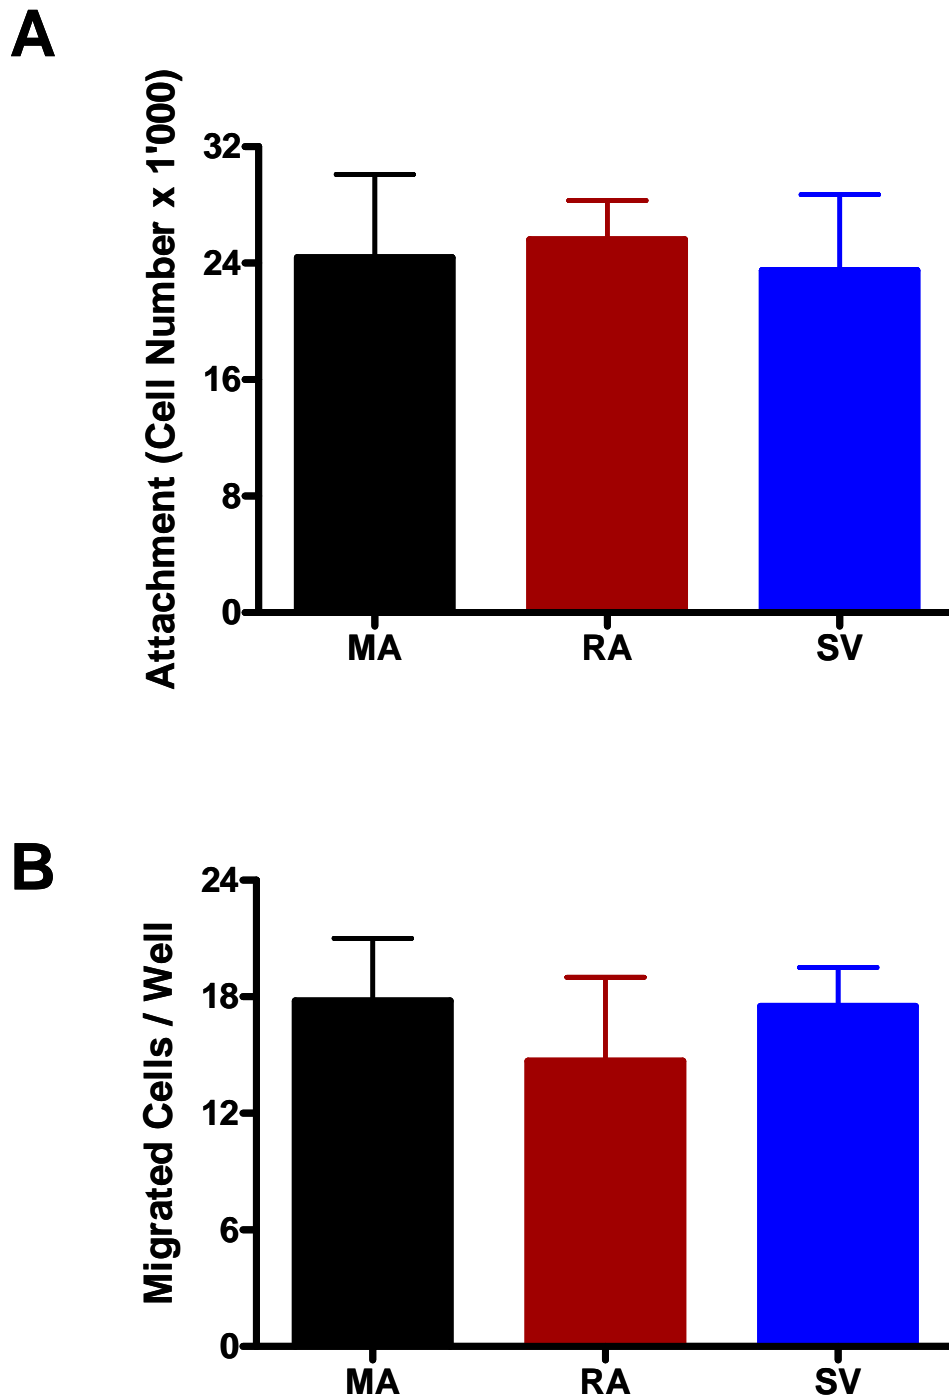 A
Attachment (Cell Number x 1'000)
32
24
16
8
0
MA RA SV
B
Migrated Cells / Well
24
18
12
6
0
MA RA SV